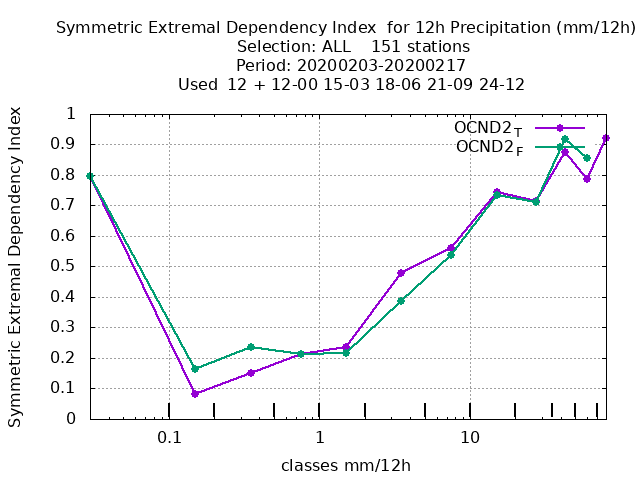 Symmetric Extremal Dependency Index  for 12h Precipitation (mm/12h)
Selection: ALL    151 stations
Period: 20200203-20200217
Used  12 + 12-00 15-03 18-06 21-09 24-12
Symmetric Extremal Dependency Index
1
0.9
0.8
0.7
0.6
0.5
0.4
0.3
0.2
0.1
0
OCND2T
OCND2F
0.1
1
10
classes mm/12h